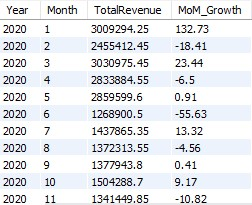 Year Month TotalRevenue MoM_Growth
2020 1 3009294.25 132.73
2020 2 2455412.45 -18.41
2020 3 3030975.45 23.44
2020 4 2833884.55 -6.5
2020 5 2859599.6 0.91
2020 6 1268900.5 -55.63
2020 7 1437865.35 13.32
2020 8 1372313.55 -4.56
2020 9 1377943.8 0.41
2020 10 1504288.7 9.17
2020 11 1341449.85 -10.82